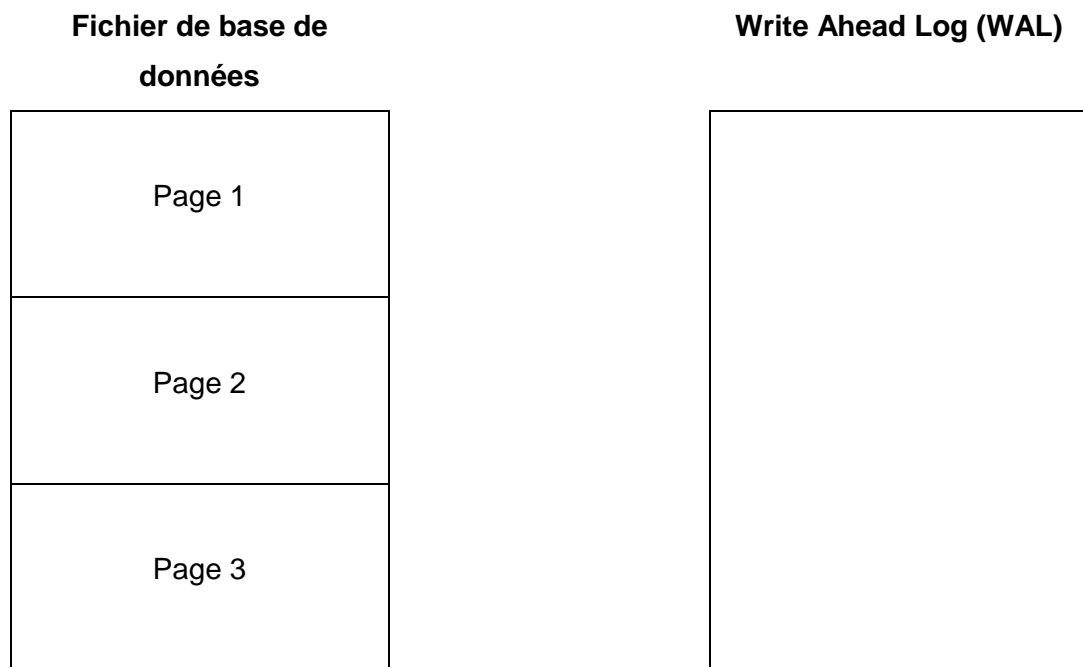 Fichier de base de
données
Write Ahead Log (WAL)
Page 1
Page 2
Page 3